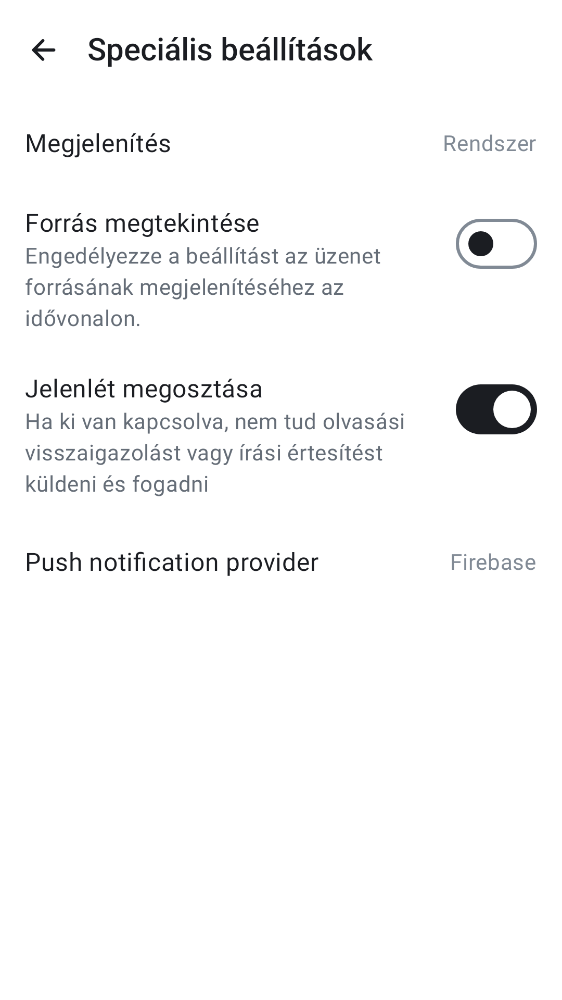 Speciális beállítások
Megjelenítés
Rendszer
Forrás megtekintése
Engedélyezze a beállítást az üzenet
forrásának megjelenítéséhez az
idővonalon.
Jelenlét megosztása
Ha ki van kapcsolva, nem tud olvasási
visszaigazolást vagy írási értesítést
küldeni és fogadni
Push notification provider
Firebase